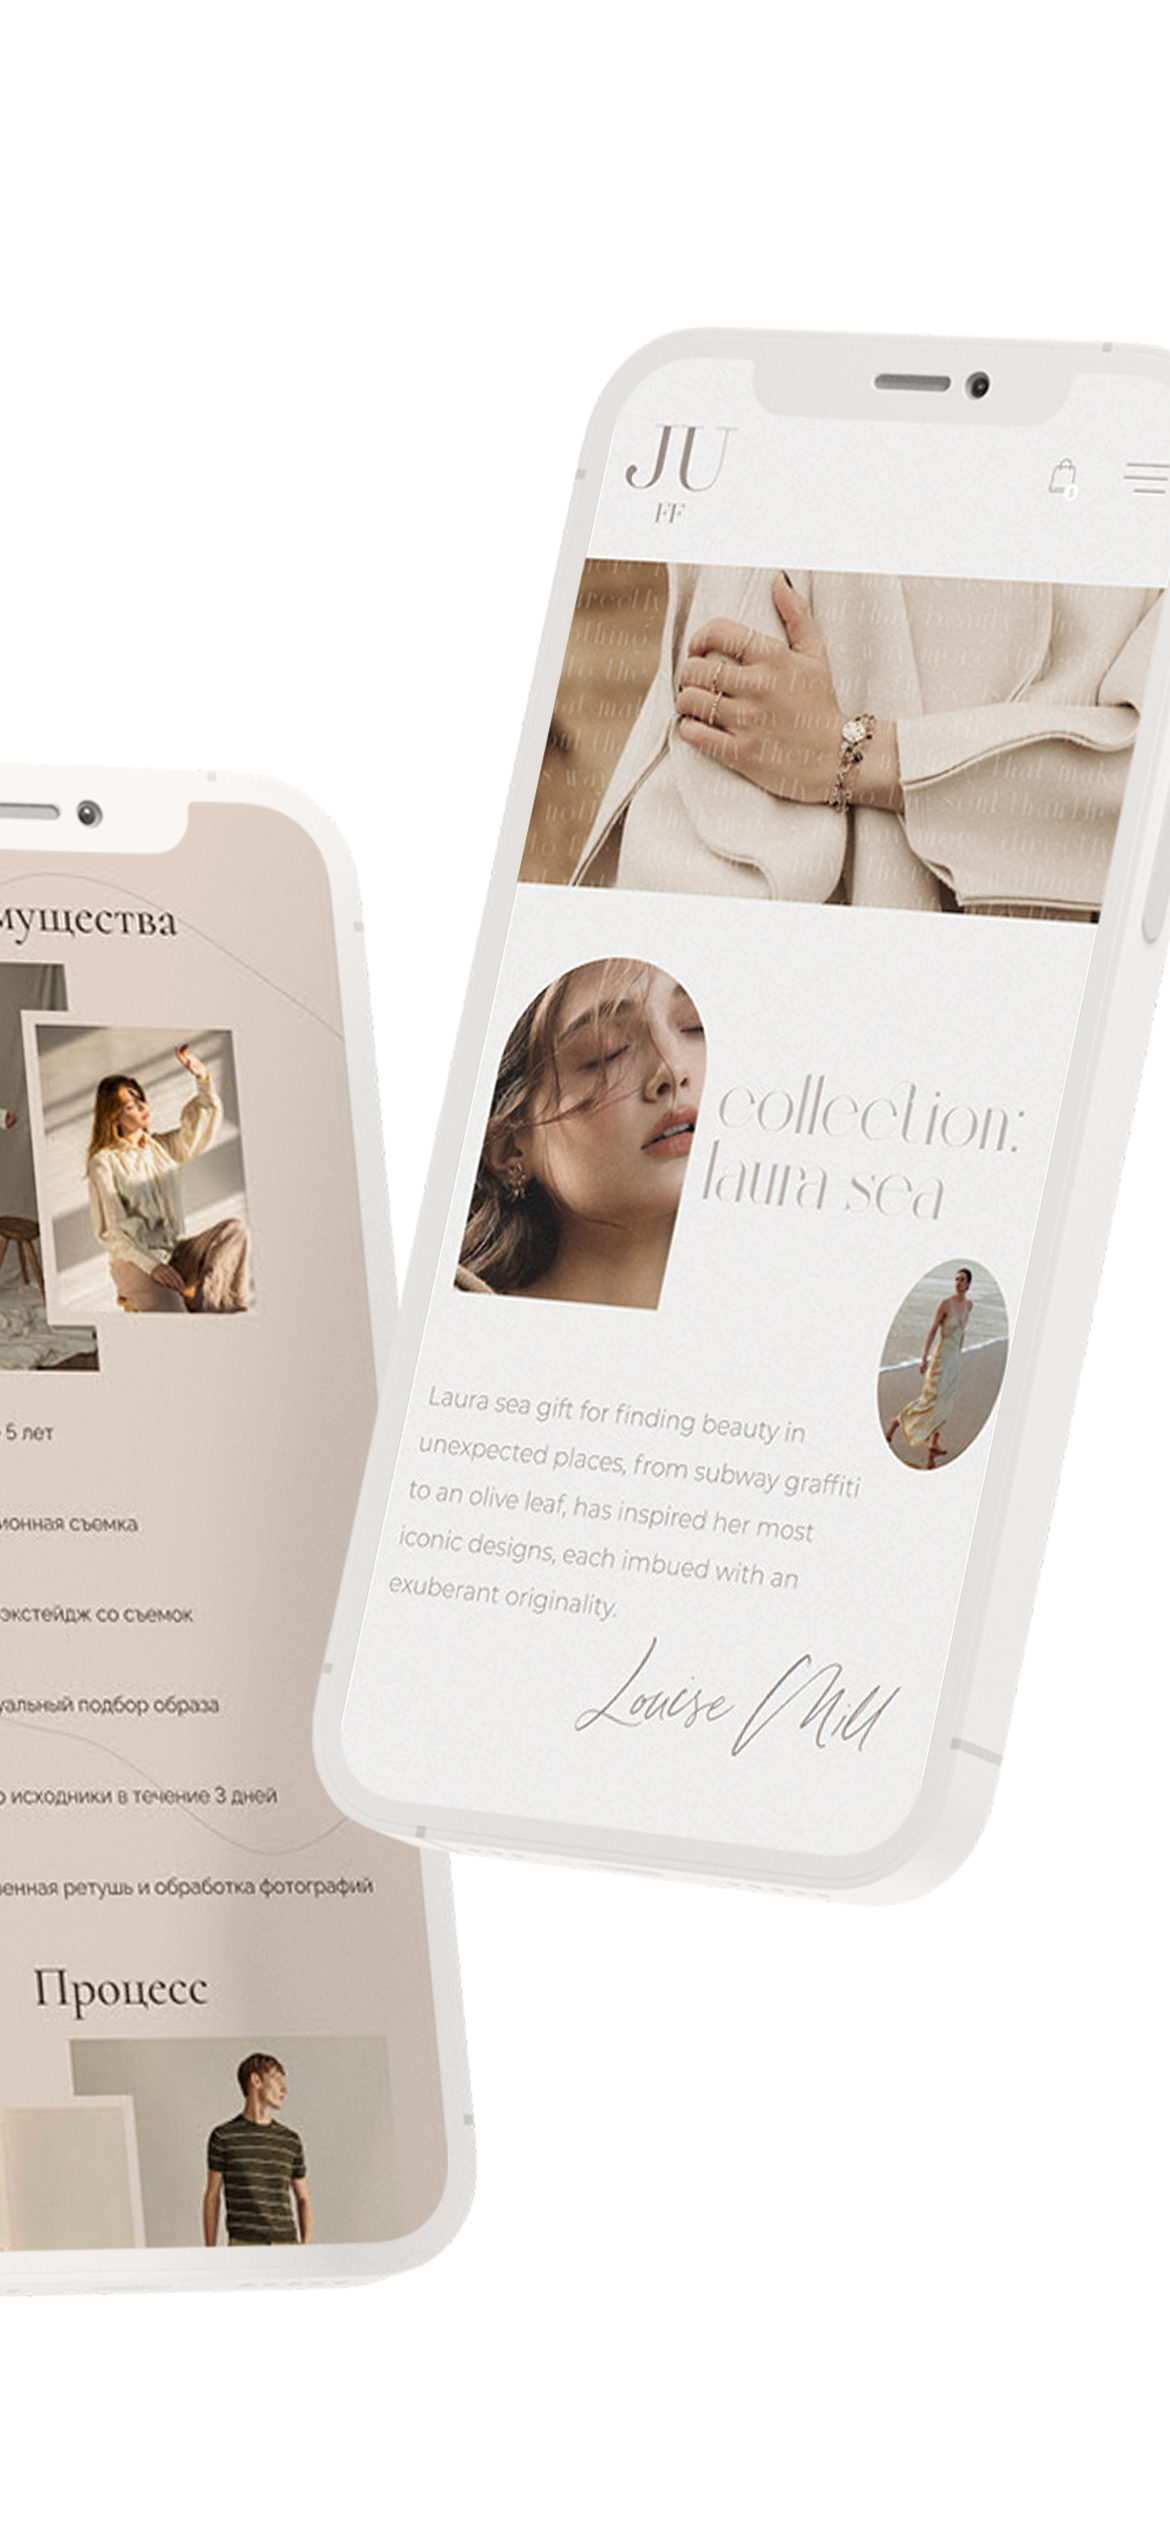 JU
FF
collection:
laura sea
Laura sea gift for finding beauty in
unexpected places, from subway graffiti
to an olive leaf, has inspired her most
iconic designs, each imbued with an
exuberant originality.
Louise Mill
мущества
5 лет
ионная съемка
экстейдж со съемок
уальный подбор образа
о исходники в течение 3 дней
енная ретушь и обработка фотографий
Процесс